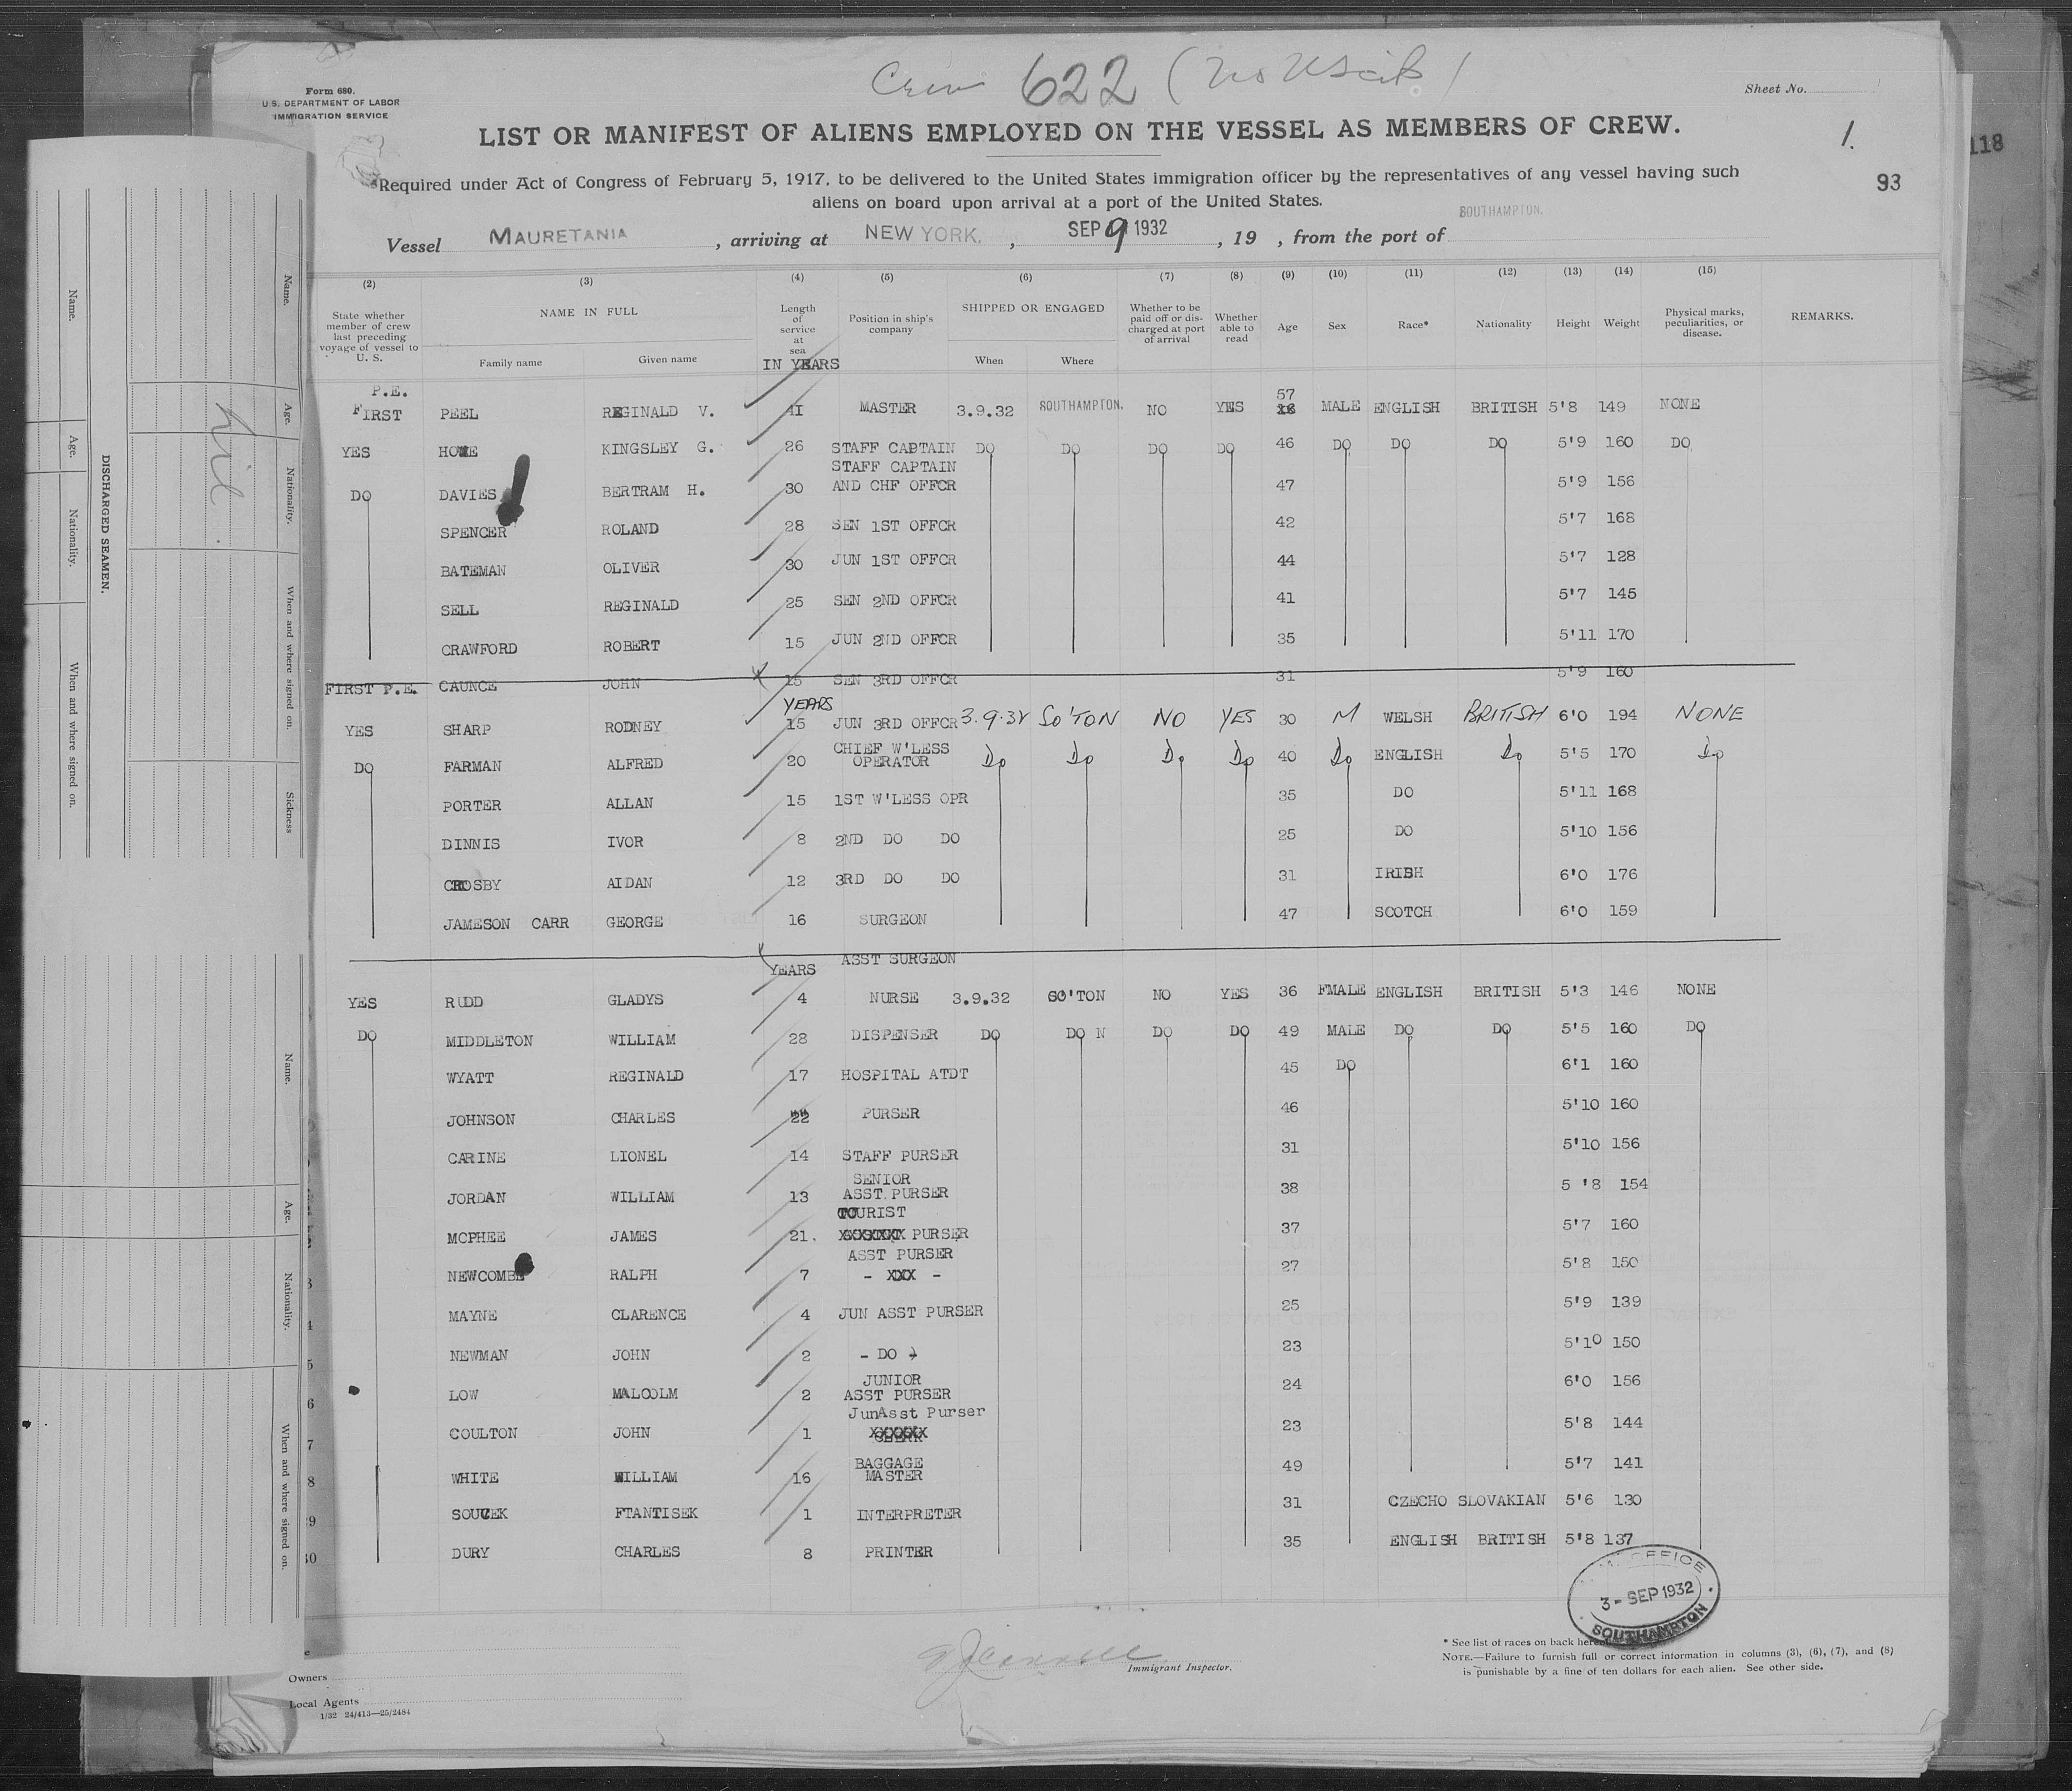 Crew 622 (No
Form 680.
U.S. DEPARTMENT OF LABOR
IMMIGRATION SERVICE
Sheet No.
LIST OR MANIFEST OF ALIENS EMPLOYED ON THE VESSEL AS MEMBERS OF CREW.
1.
118
93
Required under Act of Congress of February 5, 1917, to be delivered to the United States immigration officer by the representatives of any vessel having such
aliens on board upon arrival at a port of the United States.
Vessel MAURETANIA, arriving at NEW YORK, SEP 9 1932, 19 , from the port of SOUTHAMPTON.
(2) (3) (4) (5) (6) (7) (8) (9) (10) (11) (12) (13) (14) (15)
State whether member of crew last preceding voyage of vessel to U. S. NAME IN FULL Family name Given name Length of service at sea IN YEARS Position in ship's company SHIPPED OR ENGAGED When Where Whether to be paid off or discharged at port of arrival Whether able to read Age Sex Race* Nationality Height Weight Physical marks, peculiarities, or disease. REMARKS.
P.E. 57
FIRST PEEL REGINALD V. 41 MASTER 3.9.32 SOUTHAMPTON. NO YES MALE ENGLISH BRITISH 5'8 149 NONE
YES HOWE KINGSLEY G. 26 STAFF CAPTAIN DO DO DO DO 46 DO DO DO 5'9 160 DO
DO DAVIES BERTRAM H. 30 STAFF CAPTAIN AND CHF OFFCR 47 5'9 156
SPENCER ROLAND 28 SEN 1ST OFFCR 42 5'7 168
BATEMAN OLIVER 30 JUN 1ST OFFCR 44 5'7 128
SELL REGINALD 25 SEN 2ND OFFCR 41 5'7 145
CRAWFORD ROBERT 15 JUN 2ND OFFCR 35 5'11 170
FIRST P.E. CAUNCE JOHN 15 SEN 3RD OFFCR 31 5'9 160
YEARS
YES SHARP RODNEY 15 JUN 3RD OFFCR 3.9.32 SO'TON NO YES 30 M WELSH BRITISH 6'0 194 NONE
DO FARMAN ALFRED 20 CHIEF W'LESS OPERATOR Do Do Do Do 40 Do ENGLISH Do 5'5 170 Do
PORTER ALLAN 15 1ST W'LESS OPR 35 DO 5'11 168
DINNIS IVOR 8 2ND DO DO 25 DO 5'10 156
CROSBY AIDAN 12 3RD DO DO 31 IRISH 6'0 176
JAMESON CARR GEORGE 16 SURGEON 47 SCOTCH 6'0 159
YEARS ASST SURGEON
YES RUDD GLADYS 4 NURSE 3.9.32 SO'TON NO YES 36 FMALE ENGLISH BRITISH 5'3 146 NONE
DO MIDDLETON WILLIAM 28 DISPENSER DO DO N DO DO 49 MALE DO DO 5'5 160 DO
WYATT REGINALD 17 HOSPITAL ATDT 45 DO 6'1 160
JOHNSON CHARLES 22 PURSER 46 5'10 160
CARINE LIONEL 14 STAFF PURSER 31 5'10 156
JORDAN WILLIAM 13 SENIOR ASST PURSER 38 5 '8 154
MCPHEE JAMES 21. TOURIST XXXXXXX PURSER 37 5'7 160
NEWCOMBE RALPH 7 ASST PURSER - XXX - 27 5'8 150
MAYNE CLARENCE 4 JUN ASST PURSER 25 5'9 139
NEWMAN JOHN 2 - DO - 23 5'10 150
LOW MALCOLM 2 JUNIOR ASST PURSER 24 6'0 156
COULTON JOHN 1 JunAsst Purser XXXXXX 23 5'8 144
WHITE WILLIAM 16 BAGGAGE MASTER 49 5'7 141
SOUCEK FTANTISEK 1 INTERPRETER 31 CZECHO SLOVAKIAN 5'6 130
DURY CHARLES 8 PRINTER 35 ENGLISH BRITISH 5'8 137
OFFICE
3- SEP 1932
SOUTHAMPTON
* See list of races on back
NOTE.—Failure to furnish full or correct information in columns (3), (6), (7), and (8)
is punishable by a fine of ten dollars for each alien. See other side.
Immigrant Inspector.
Owners
Local Agents
1/32 24/413—25/2484
DISCHARGED SEAMEN.
Name. Age. Nationality. When and where signed on.
Name. Age. Nationality. When and where signed on. Sickness
Nil.
Name. Age. Nationality. When and where signed on.